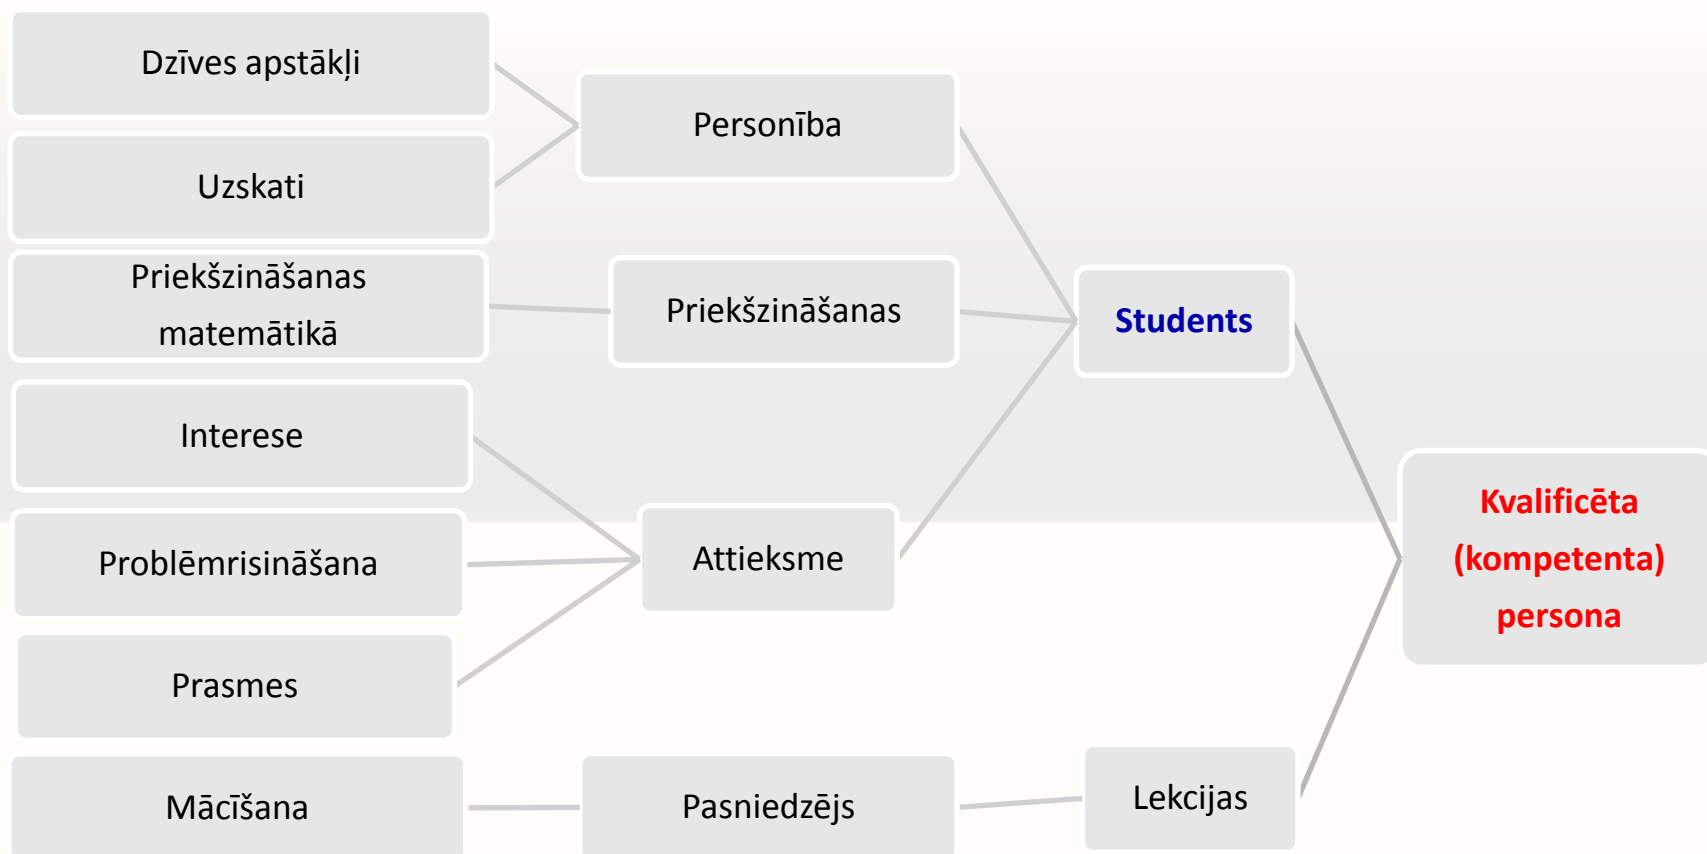 Dzīves apstākļi
Uzskati
Priekšzināšanas
matemātikā
Interese
Problēmrisināšana
Prasmes
Mācīšana
Personība
Priekšzināšanas
Attieksme
Pasniedzējs
Students
Lekcijas
Kvalificēta
(kompetenta)
persona